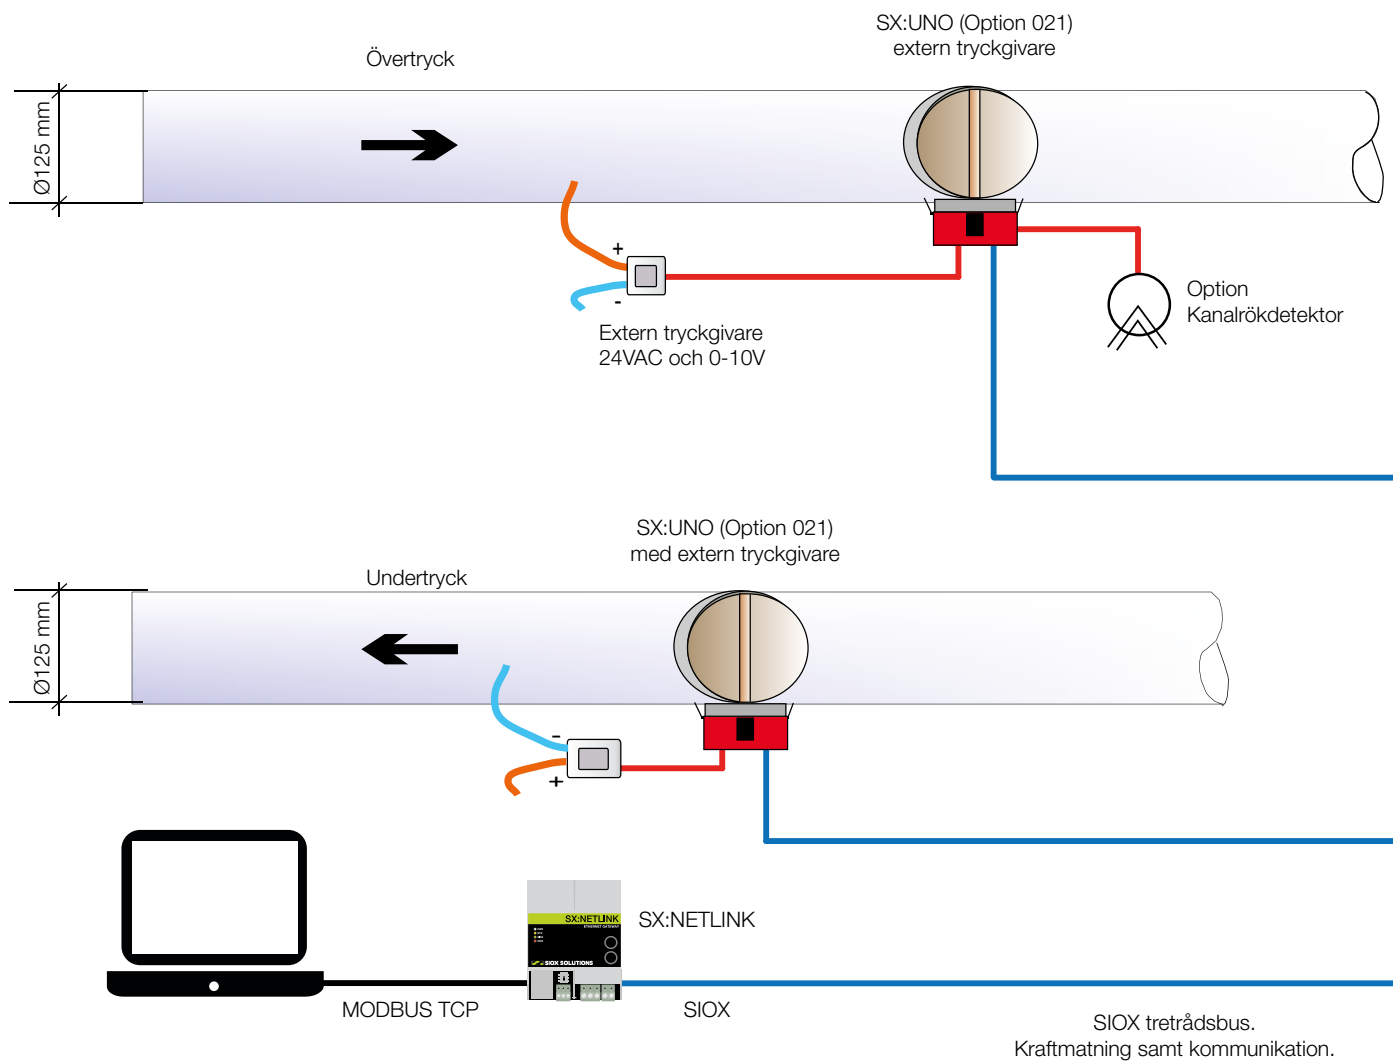 SX:UNO (Option 021)
extern tryckgivare
Övertryck
Ø125 mm
+
-
Extern tryckgivare
24VAC och 0-10V
Option
Kanalrökdetektor
SX:UNO (Option 021)
med extern tryckgivare
Undertryck
Ø125 mm
-
+
SX:NETLINK
ETHERNET GATEWAY
SIOX SOLUTIONS
SX:NETLINK
MODBUS TCP
SIOX
SIOX tretrådsbus.
Kraftmatning samt kommunikation.